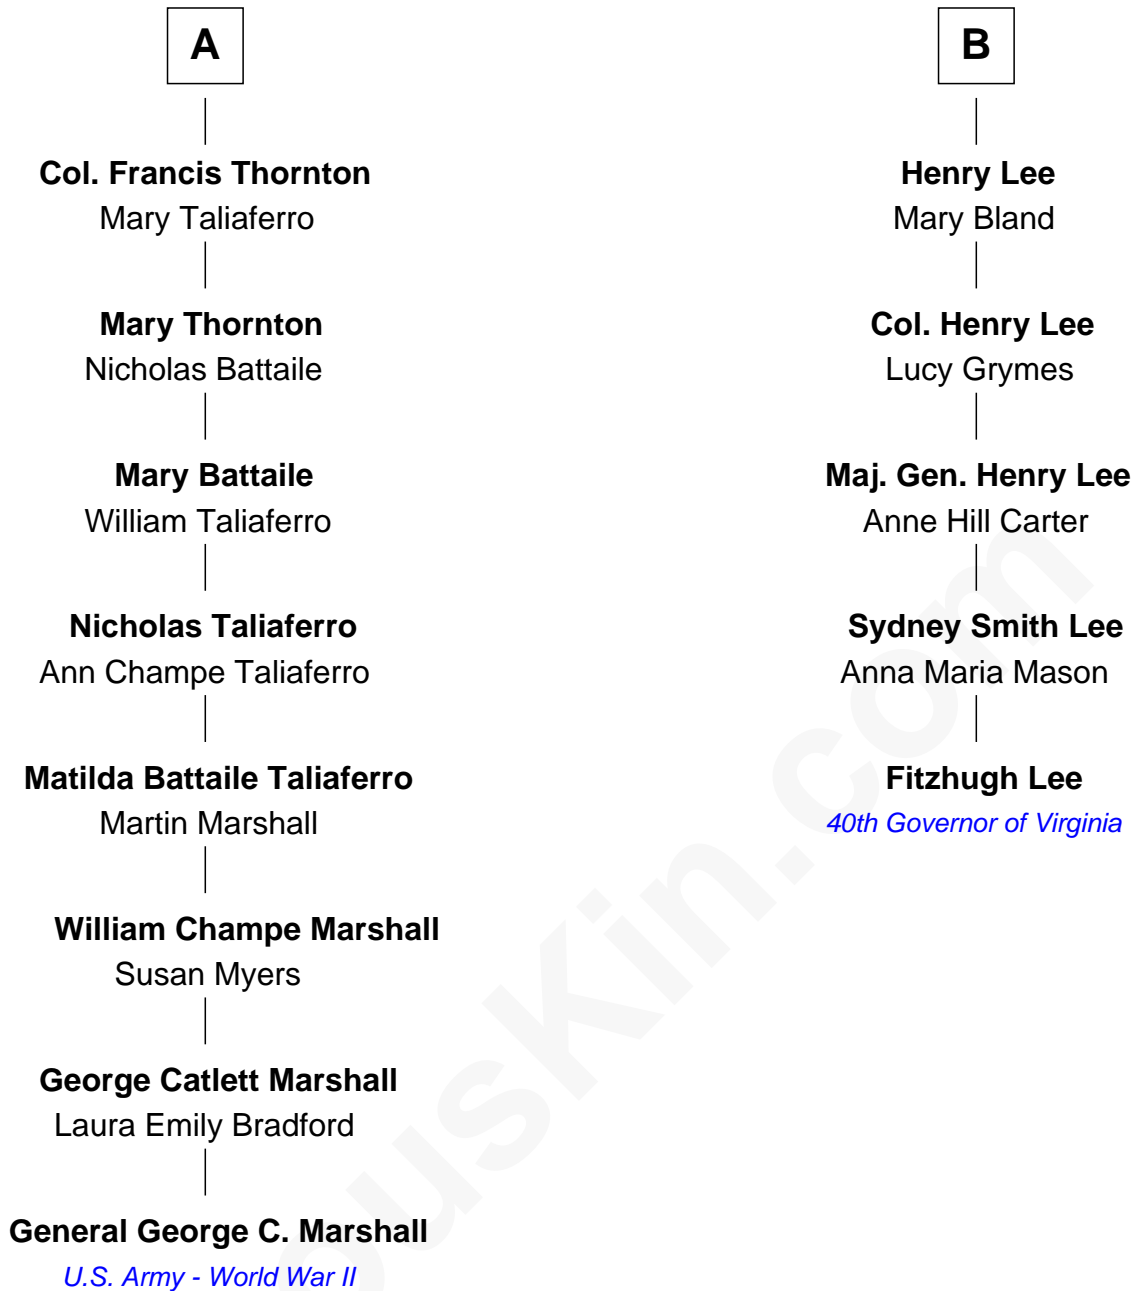 A
Col. Francis Thornton
Mary Taliaferro
Mary Thornton
Nicholas Battaile
Mary Battaile
William Taliaferro
Nicholas Taliaferro
Ann Champe Taliaferro
Matilda Battaile Taliaferro
Martin Marshall
William Champe Marshall
Susan Myers
George Catlett Marshall
Laura Emily Bradford
General George C. Marshall
U.S. Army - World War II
B
Henry Lee
Mary Bland
Col. Henry Lee
Lucy Grymes
Maj. Gen. Henry Lee
Anne Hill Carter
Sydney Smith Lee
Anna Maria Mason
Fitzhugh Lee
40th Governor of Virginia
ousKin.com